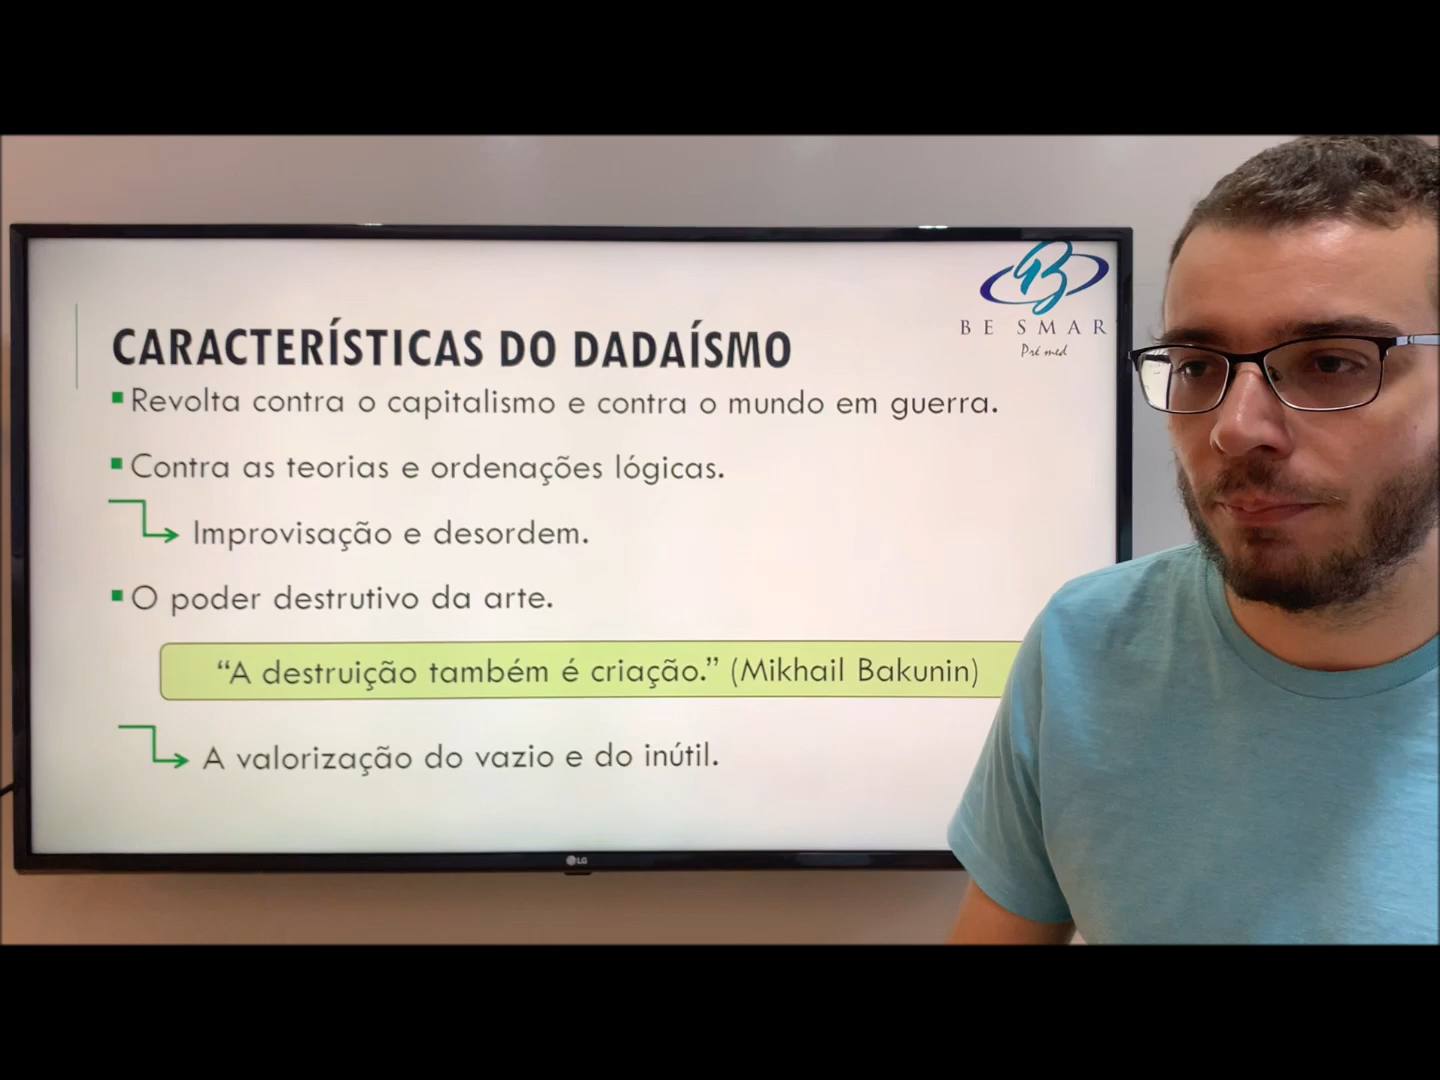 BE SMAR
Pré med
CARACTERÍSTICAS DO DADAÍSMO
Revolta contra o capitalismo e contra o mundo em guerra.
Contra as teorias e ordenações lógicas.
Improvisação e desordem.
O poder destrutivo da arte.
“A destruição também é criação.” (Mikhail Bakunin)
A valorização do vazio e do inútil.
LG